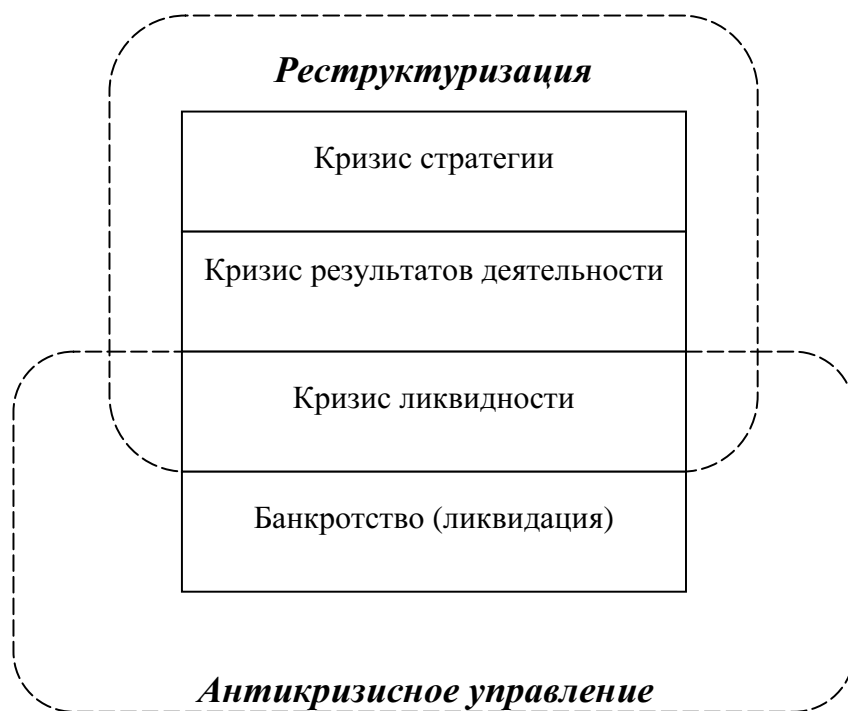 Реструктуризация
Кризис стратегии
Кризис результатов деятельности
Кризис ликвидности
Банкротство (ликвидация)
Антикризисное управление